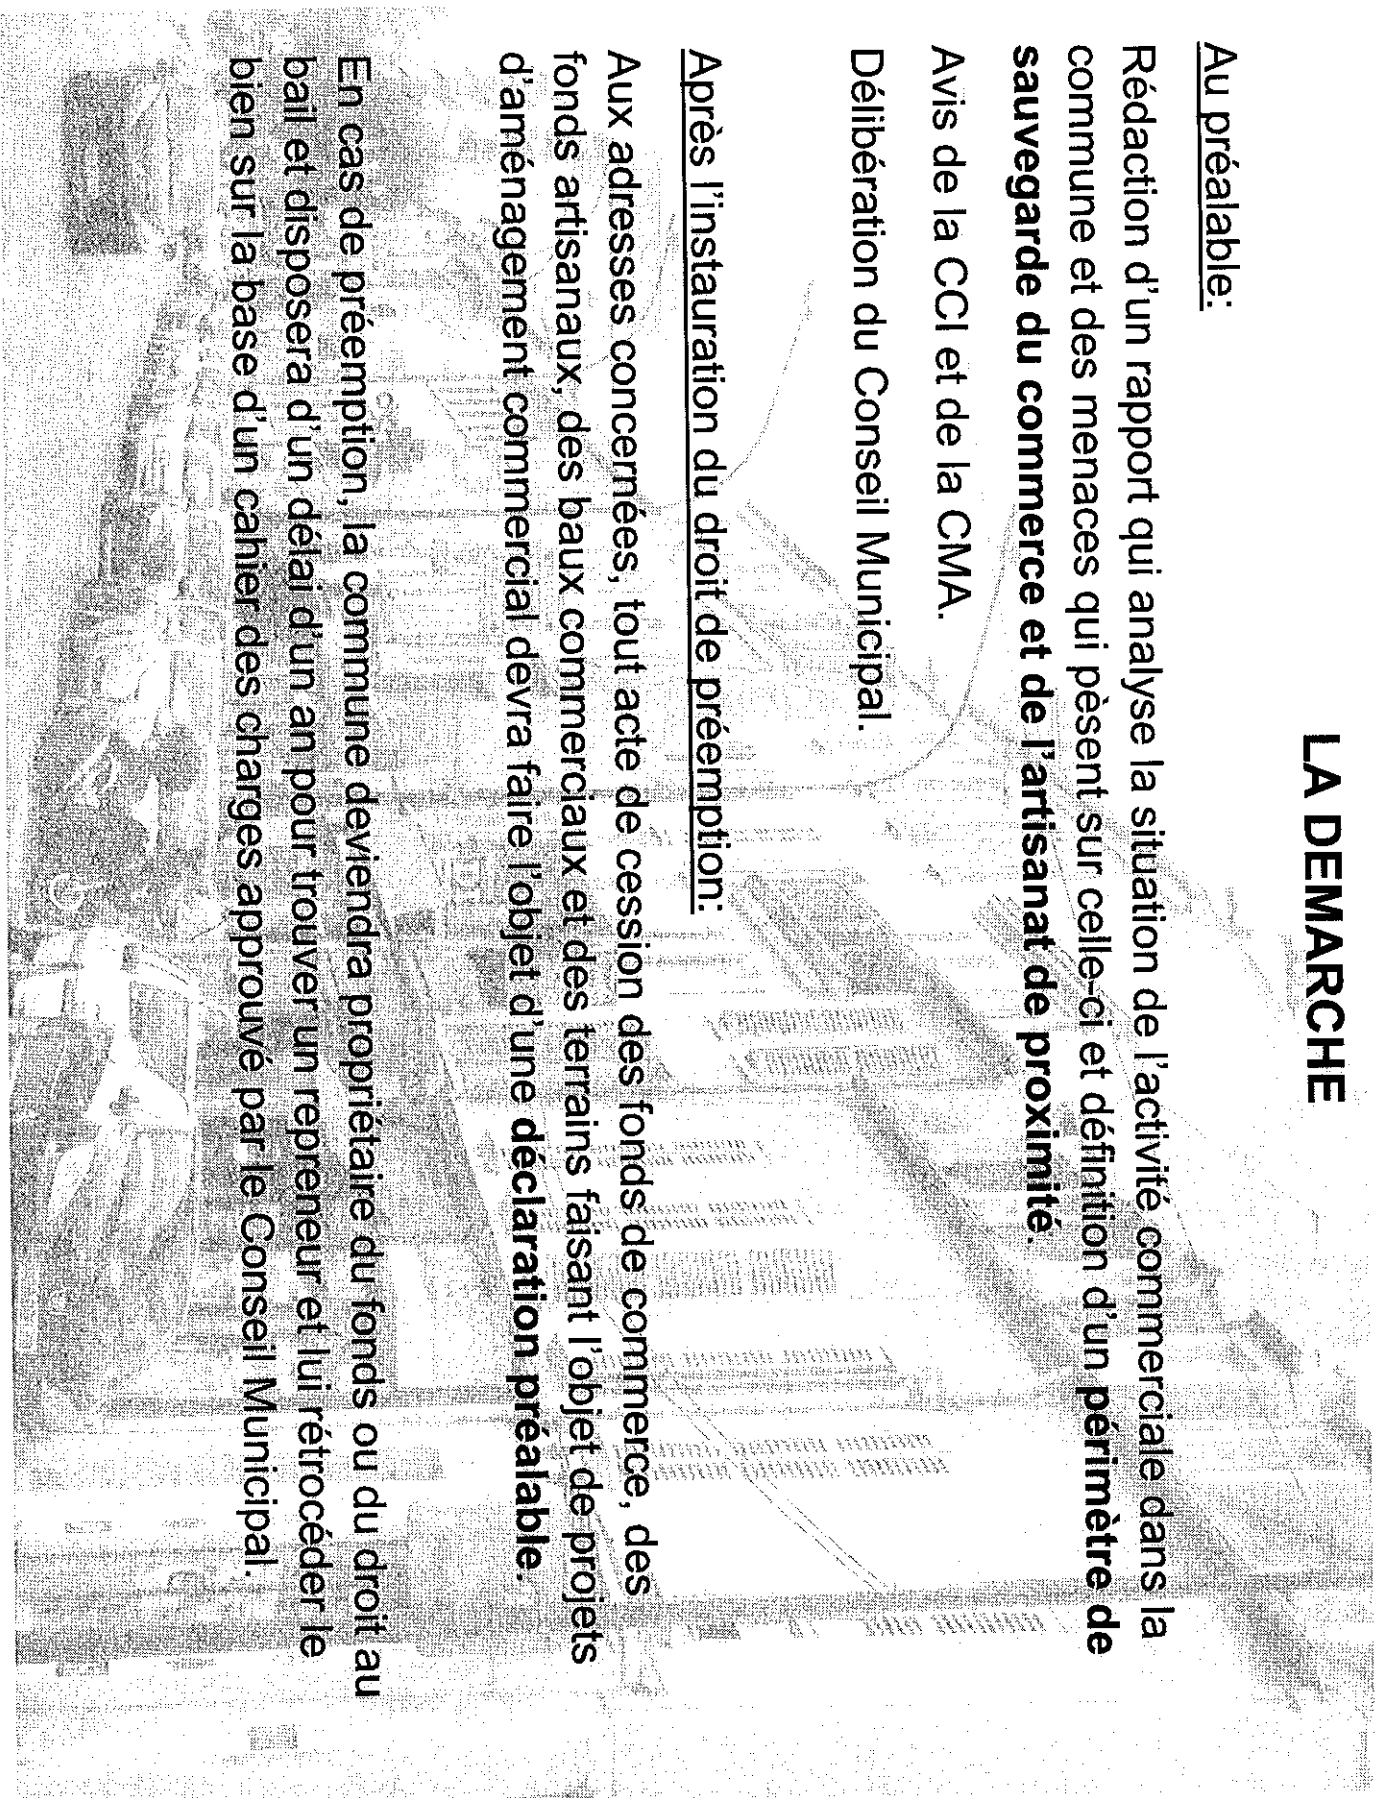 LA DEMARCHE
Au préalable:
Rédaction d'un rapport qui analyse la situation de l'activité commerciale dans la
commune et des menaces qui pèsent sur celle-ci et définition d'un périmètre de
sauvegarde du commerce et de l'artisanat de proximité.
Avis de la CCI et de la CMA.
Délibération du Conseil Municipal.
Après l'instauration du droit de préemption:
Aux adresses concernées, tout acte de cession des fonds de commerce, des
fonds artisanaux, des baux commerciaux et des terrains faisant l'objet de projets
d'aménagement commercial devra faire l'objet d'une déclaration préalable.
En cas de préemption, la commune deviendra propriétaire du fonds ou du droit au
bail et disposera d'un délai d'un an pour trouver un repreneur et lui rétrocéder le
bien sur la base d'un cahier des charges approuvé par le Conseil Municipal.